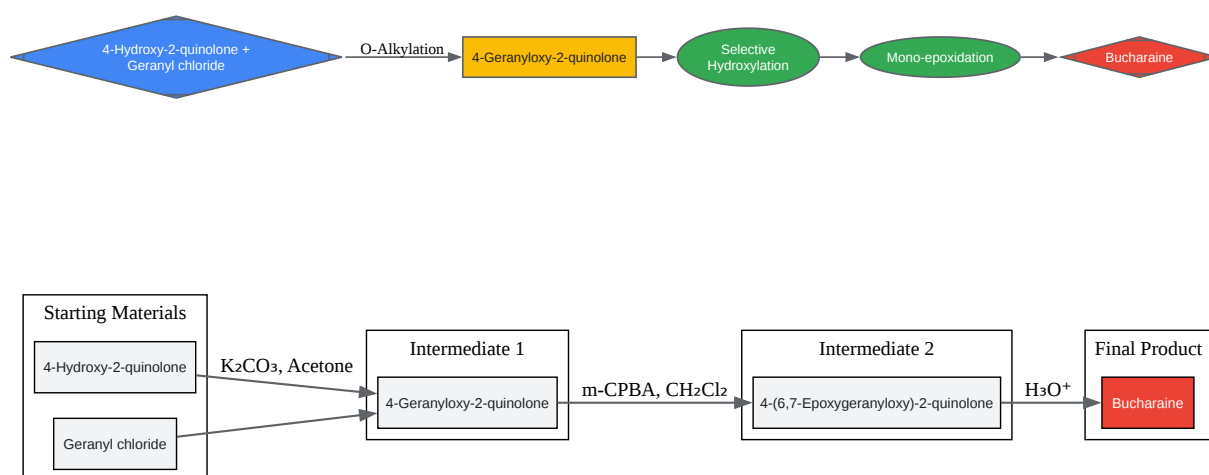 4-Hydroxy-2-quinolone +
Geranyl chloride
O-Alkylation
4-Geranyloxy-2-quinolone
Selective
Hydroxylation
Mono-epoxidation
Bucharaine
Starting Materials
4-Hydroxy-2-quinolone
Geranyl chloride
K₂CO₃, Acetone
Intermediate 1
4-Geranyloxy-2-quinolone
m-CPBA, CH₂Cl₂
Intermediate 2
4-(6,7-Epoxygeranyloxy)-2-quinolone
H₃O⁺
Final Product
Bucharaine